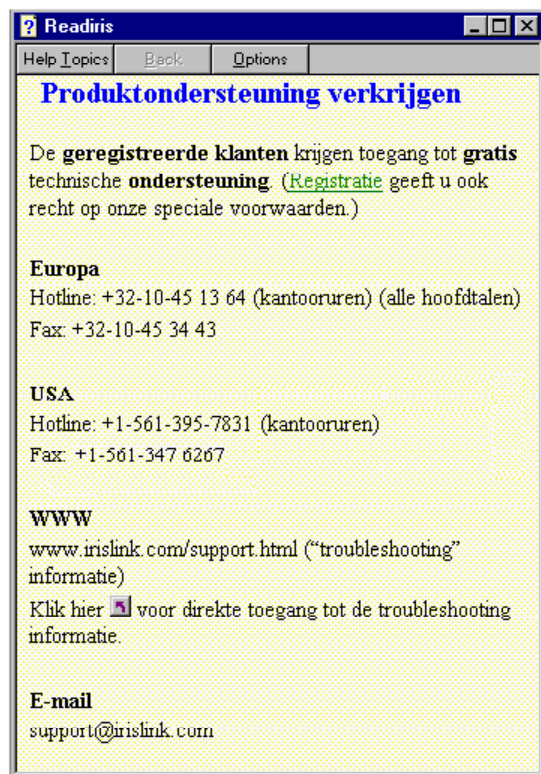 Readiris
Help Topics Back Options
Produktondersteuning verkrijgen
De geregistreerde klanten krijgen toegang tot gratis
technische ondersteuning. (Registratie geeft u ook
recht op onze speciale voorwaarden.)
Europa
Hotline: +32-10-45 13 64 (kantooruren) (alle hoofdtalen)
Fax: +32-10-45 34 43
USA
Hotline: +1-561-395-7831 (kantooruren)
Fax: +1-561-347 6267
WWW
www.irislink.com/support.html (“troubleshooting”
informatie)
Klik hier voor direkte toegang tot de troubleshooting
informatie.
E-mail
support@irislink.com